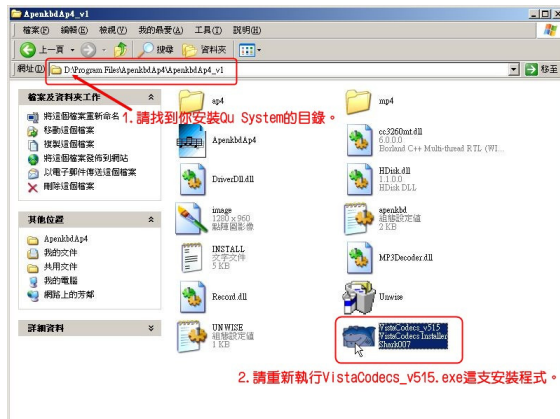 ApenkbdAp4_v1
檔案(F) 編輯(E) 檢視(V) 我的最愛(A) 工具(T) 說明(H)
上一頁 搜尋 資料夾
網址(D) D:\Program Files\ApenkbdAp4\ApenkbdAp4_v1 移至
檔案及資料夾工作
將這個檔案重新命名
移動這個檔案
複製這個檔案
將這個檔案發佈到網站
以電子郵件傳送這個檔案
刪除這個檔案
其他位置
ApenkbdAp4
我的文件
共用文件
我的電腦
網路上的芳鄰
詳細資料
1.請找到你安裝Qu System的目錄。
ap4
mp4
ApenkbdAp4
cc3260mt.dll
6.0.0.0
Borland C++ Multi-thread RTL (WI...
DriverDll.dll
HDisk.dll
1.1.0.0
HDisk DLL
image
1280 x 960
點陣圖影像
apenkbd
組態設定值
2 KB
INSTALL
文字文件
5 KB
MP3Decoder.dll
Record.dll
Unwise
UNWISE
組態設定值
1 KB
VistaCodecs_v515
VistaCodecs Installer
Shark007
2.請重新執行VistaCodecs_v515.exe這支安裝程式。